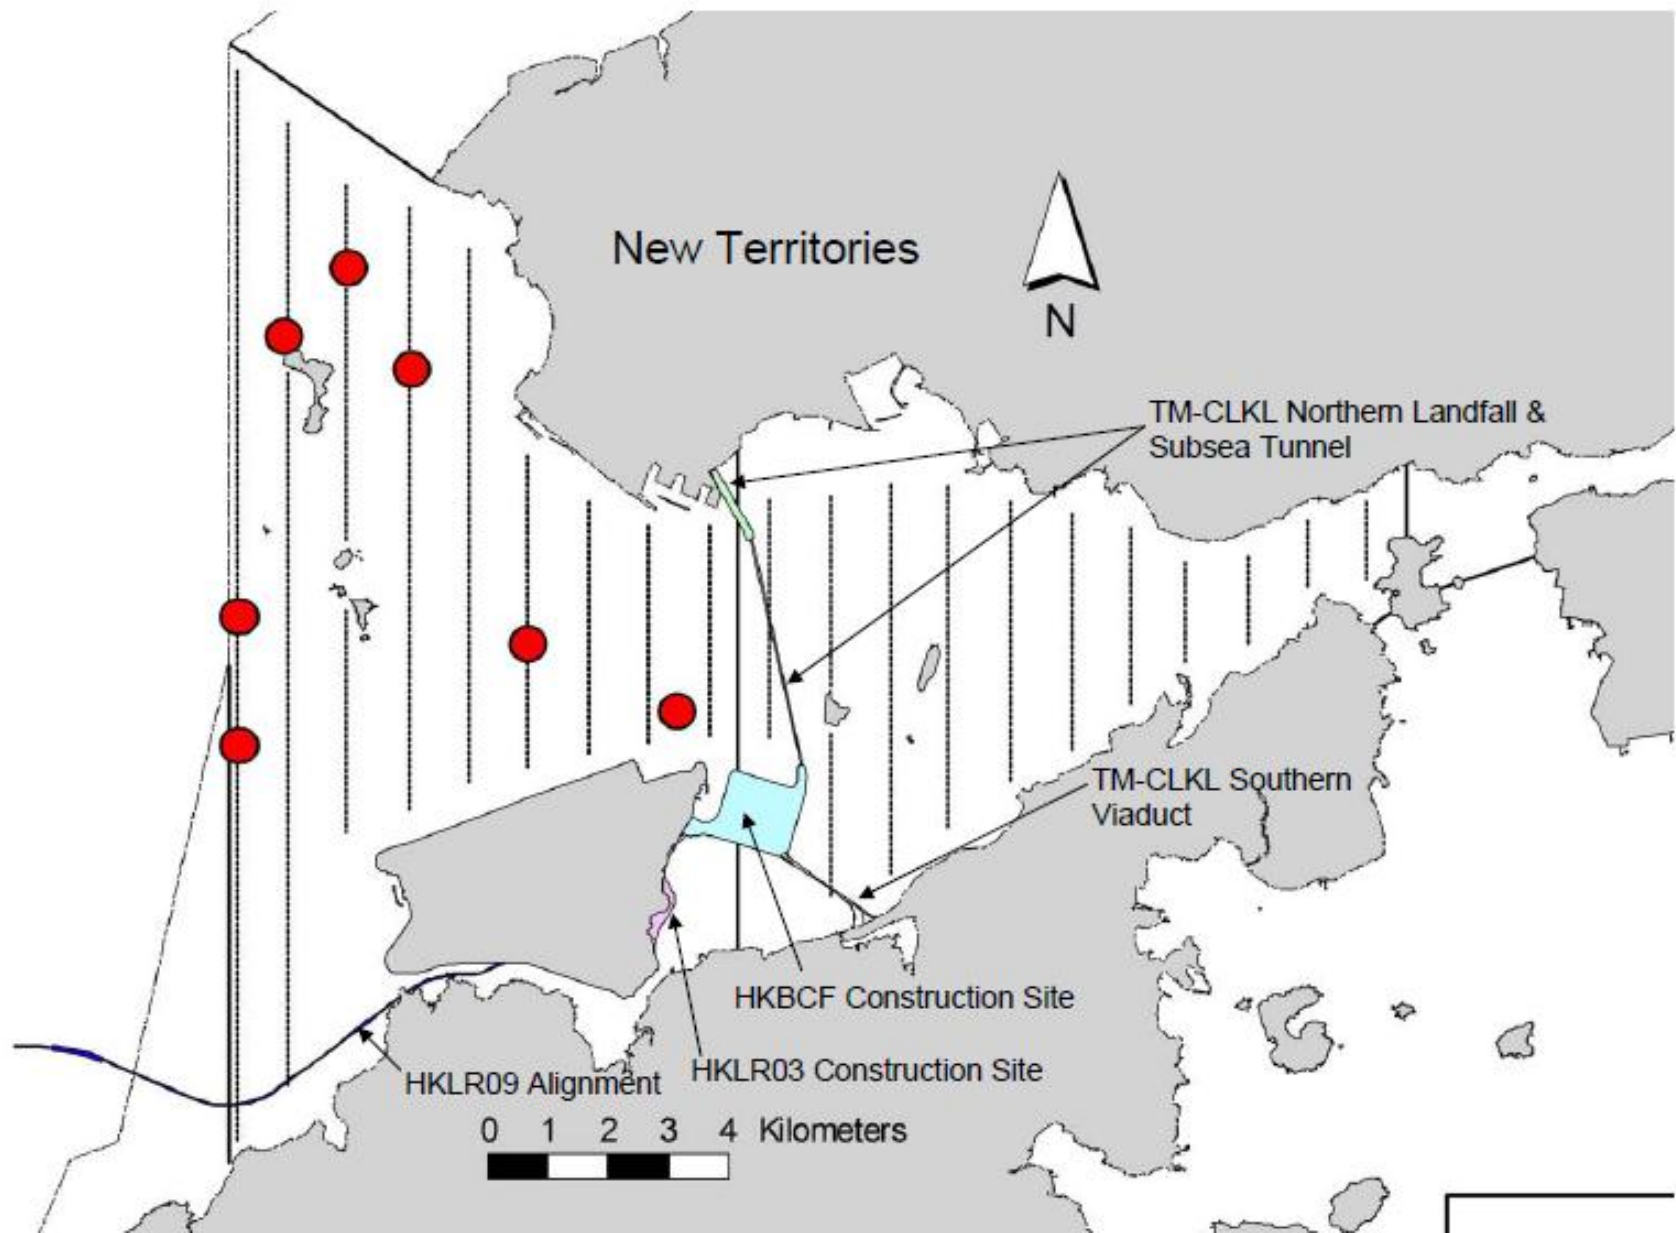 New Territories
N
TM-CLKL Northern Landfall &
Subsea Tunnel
TM-CLKL Southern
Viaduct
HKBCF Construction Site
HKLR03 Construction Site
HKLR09 Alignment
0 1 2 3 4 Kilometers